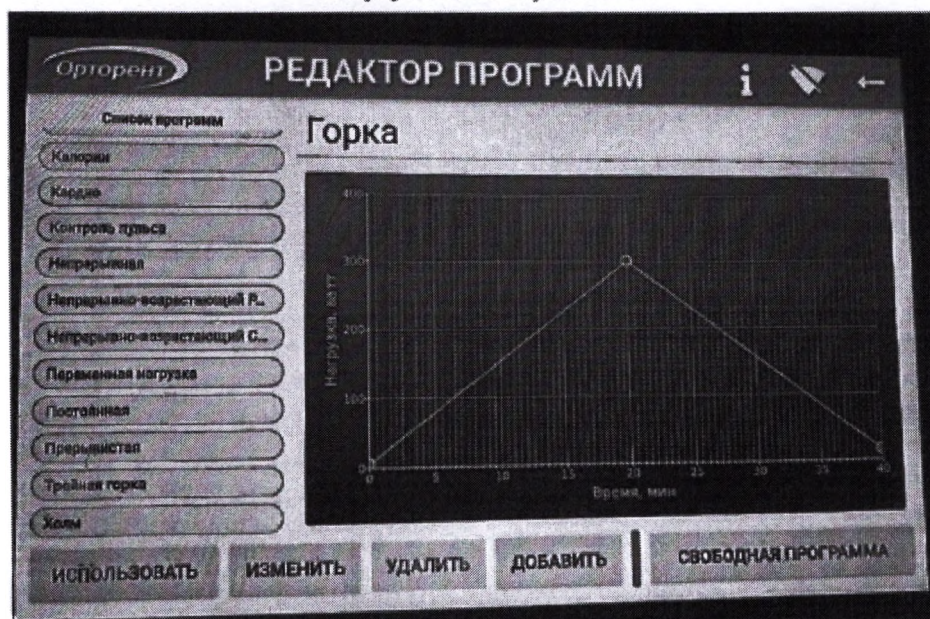 Орторент
РЕДАКТОР ПРОГРАММ
i
←
Список программ
Калории
Кардио
Контроль пульса
Непрерывная
Непрерывно-возрастающий R...
Непрерывно-возрастающий C...
Переменная нагрузка
Постоянная
Прерывистая
Тройная горка
Холм
Горка
Нагрузка, ватт
400
300
200
100
0
0 5 10 15 20 25 30 35 40
Время, мин
ИСПОЛЬЗОВАТЬ
ИЗМЕНИТЬ
УДАЛИТЬ
ДОБАВИТЬ
СВОБОДНАЯ ПРОГРАММА